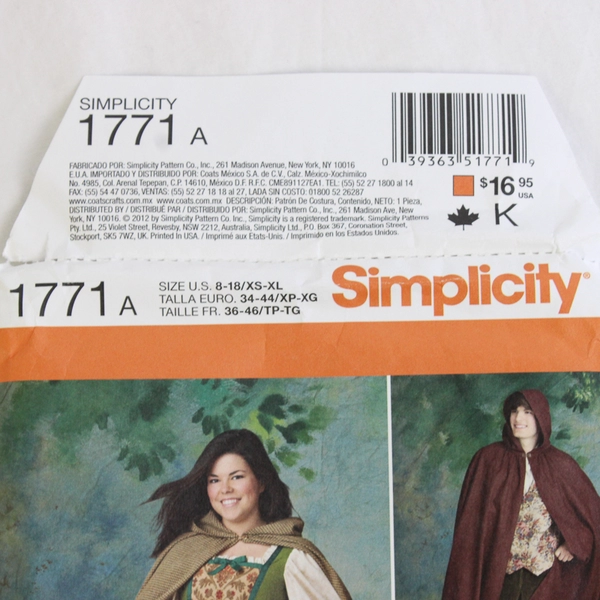 SIMPLICITY
1771 A
0 39363 51771 9
$16.95
USA
K
FABRICADO POR: Simplicity Pattern Co., Inc., 261 Madison Avenue, New York, NY 10016
E.U.A. IMPORTADO Y DISTRIBUIDO POR: Coats México S.A. de C.V., Calz. México-Xochimilco
No. 4985, Col. Arenal Tepepan, C.P. 14610, México D.F. R.F.C. CME891127EA1. TEL: (55) 52 27 1800 al 14
FAX: (55) 54 47 0736, VENTAS: (55) 52 27 18 18 al 27, LADA SIN COSTO: 01800 52 26287
www.coatscrafts.com.mx www.coats.com.mx DESCRIPCIÓN: Patrón De Costura, Contenido, NETO: 1 Pieza,
DISTRIBUTED BY / DISTRIBUÉ PAR / DISTRIBUIDO POR: Simplicity Pattern Co., Inc., 261 Madison Ave, New
York, NY 10016. © 2012 by Simplicity Pattern Co. Inc., Simplicity is a registered trademark. Simplicity Patterns
Pty. Ltd., 25 Violet Street, Revesby, NSW 2212, Australia, Simplicity Ltd., P.O. Box 367, Coronation Street,
Stockport, SK5 7WZ, UK. Printed In USA. / Imprimé aux Etats-Unis. / Imprimido en los Estados Unidos.
1771 A
SIZE U.S. 8-18/XS-XL
TALLA EURO. 34-44/XP-XG
TAILLE FR. 36-46/TP-TG
Simplicity®